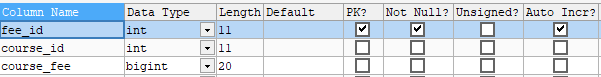 Column Name Data Type Length Default PK? Not Null? Unsigned? Auto Incr?
fee_id int 11
course_id int 11
course_fee bigint 20